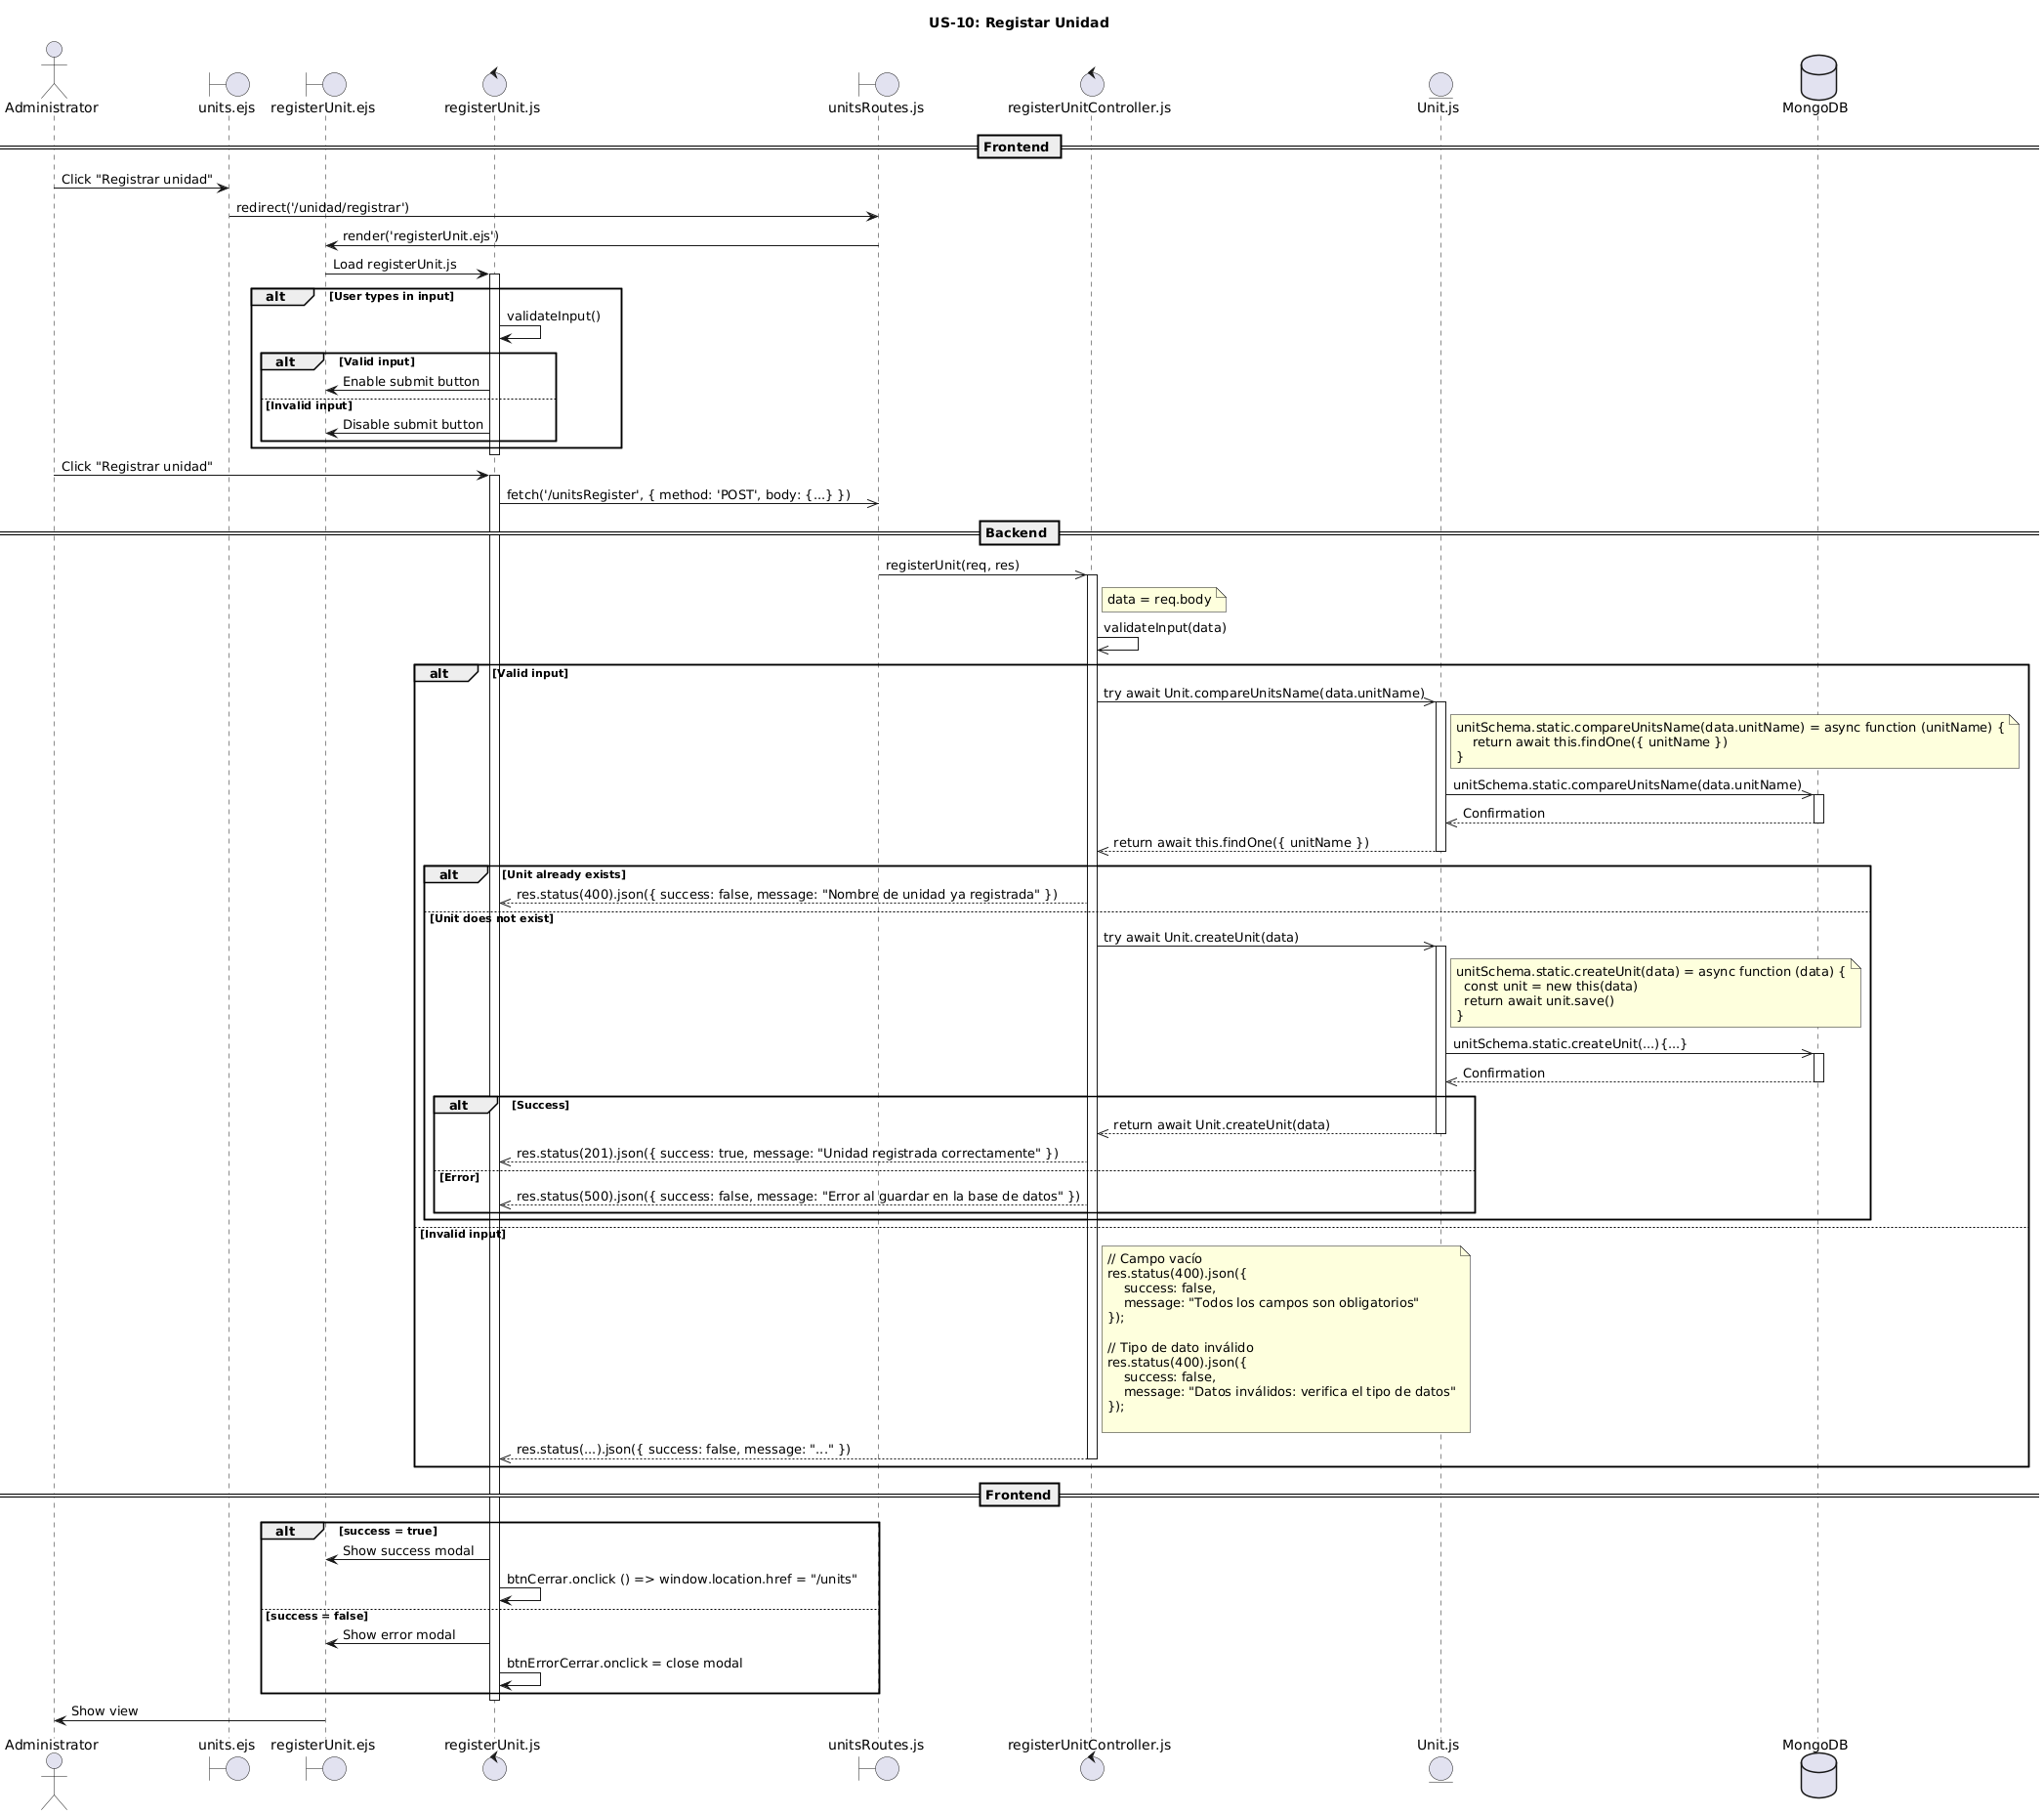 US-10: Registar Unidad
Administrator
units.ejs
registerUnit.ejs
registerUnit.js
unitsRoutes.js
registerUnitController.js
Unit.js
MongoDB
Frontend
Click "Registrar unidad"
redirect('/unidad/registrar')
render('registerUnit.ejs')
Load registerUnit.js
alt [User types in input]
validateInput()
alt [Valid input]
Enable submit button
[Invalid input]
Disable submit button
Click "Registrar unidad"
fetch('/unitsRegister', { method: 'POST', body: {...} })
Backend
registerUnit(req, res)
data = req.body
validateInput(data)
alt [Valid input]
try await Unit.compareUnitsName(data.unitName)
unitSchema.static.compareUnitsName(data.unitName) = async function (unitName) {
return await this.findOne({ unitName })
}
unitSchema.static.compareUnitsName(data.unitName)
Confirmation
return await this.findOne({ unitName })
alt [Unit already exists]
res.status(400).json({ success: false, message: "Nombre de unidad ya registrada" })
[Unit does not exist]
try await Unit.createUnit(data)
unitSchema.static.createUnit(data) = async function (data) {
const unit = new this(data)
return await unit.save()
}
unitSchema.static.createUnit(...){...}
Confirmation
alt [Success]
return await Unit.createUnit(data)
res.status(201).json({ success: true, message: "Unidad registrada correctamente" })
[Error]
res.status(500).json({ success: false, message: "Error al guardar en la base de datos" })
[Invalid input]
// Campo vacío
res.status(400).json({
success: false,
message: "Todos los campos son obligatorios"
});
// Tipo de dato inválido
res.status(400).json({
success: false,
message: "Datos inválidos: verifica el tipo de datos"
});
res.status(...).json({ success: false, message: "..." })
Frontend
alt [success = true]
Show success modal
btnCerrar.onclick () => window.location.href = "/units"
[success = false]
Show error modal
btnErrorCerrar.onclick = close modal
Show view
Administrator
units.ejs
registerUnit.ejs
registerUnit.js
unitsRoutes.js
registerUnitController.js
Unit.js
MongoDB